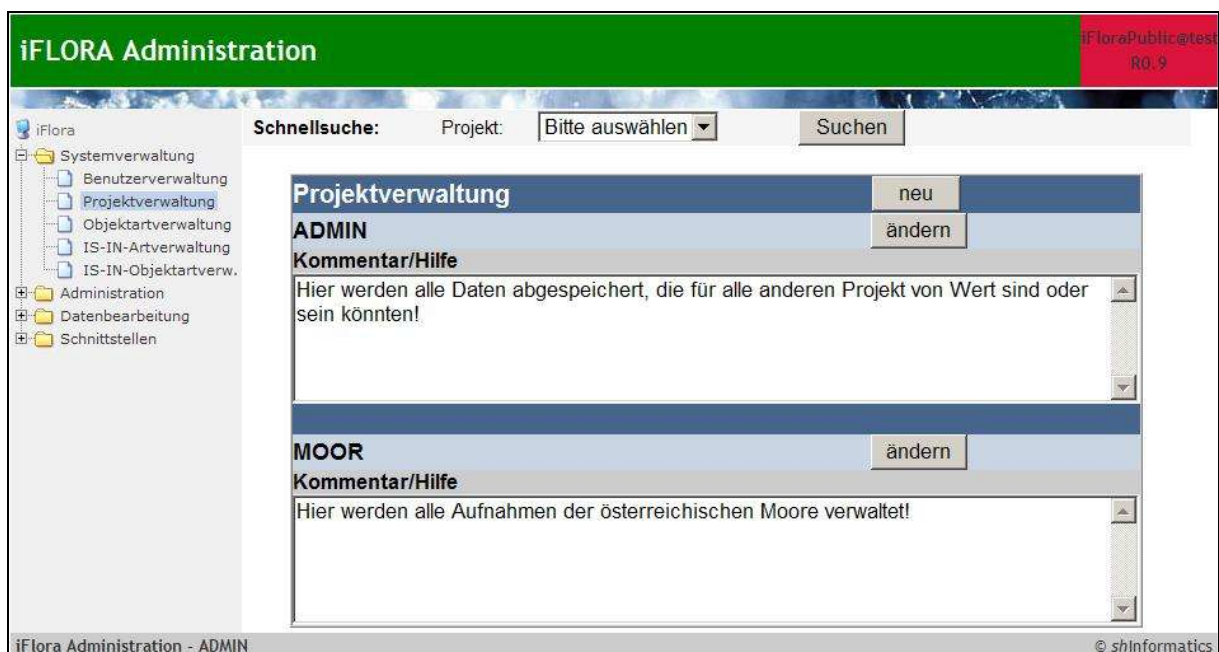 iFLORA Administration
iFloraPublic@test
R0.9
iFlora
Systemverwaltung
Benutzerverwaltung
Projektverwaltung
Objektartverwaltung
IS-IN-Artverwaltung
IS-IN-Objektartverw.
Administration
Datenbearbeitung
Schnittstellen
Schnellsuche: Projekt: Bitte auswählen Suchen
Projektverwaltung neu
ADMIN ändern
Kommentar/Hilfe
Hier werden alle Daten abgespeichert, die für alle anderen Projekt von Wert sind oder
sein könnten!
MOOR ändern
Kommentar/Hilfe
Hier werden alle Aufnahmen der österreichischen Moore verwaltet!
iFlora Administration - ADMIN
© shInformatics